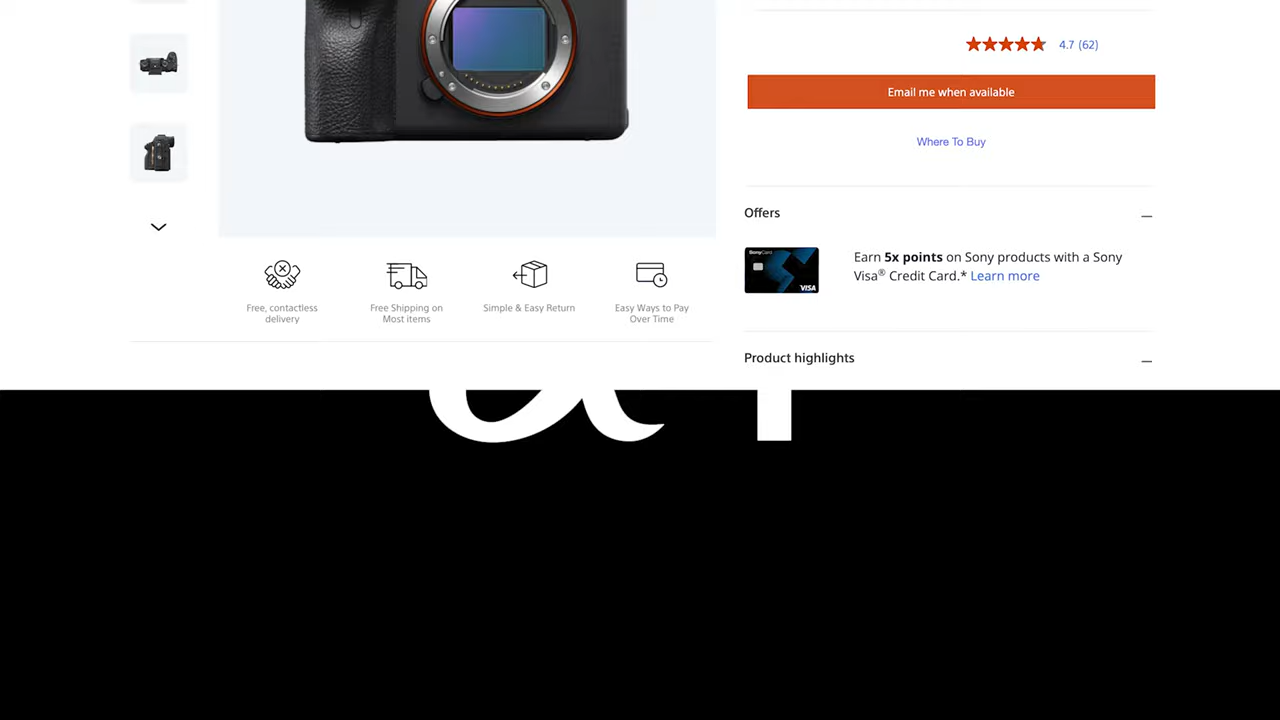 4.7 (62)
Email me when available
Where To Buy
Offers
Earn 5x points on Sony products with a Sony
Visa® Credit Card.* Learn more
VISA
Free, contactless
delivery
Free Shipping on
Most items
Simple & Easy Return
Easy Ways to Pay
Over Time
Product highlights